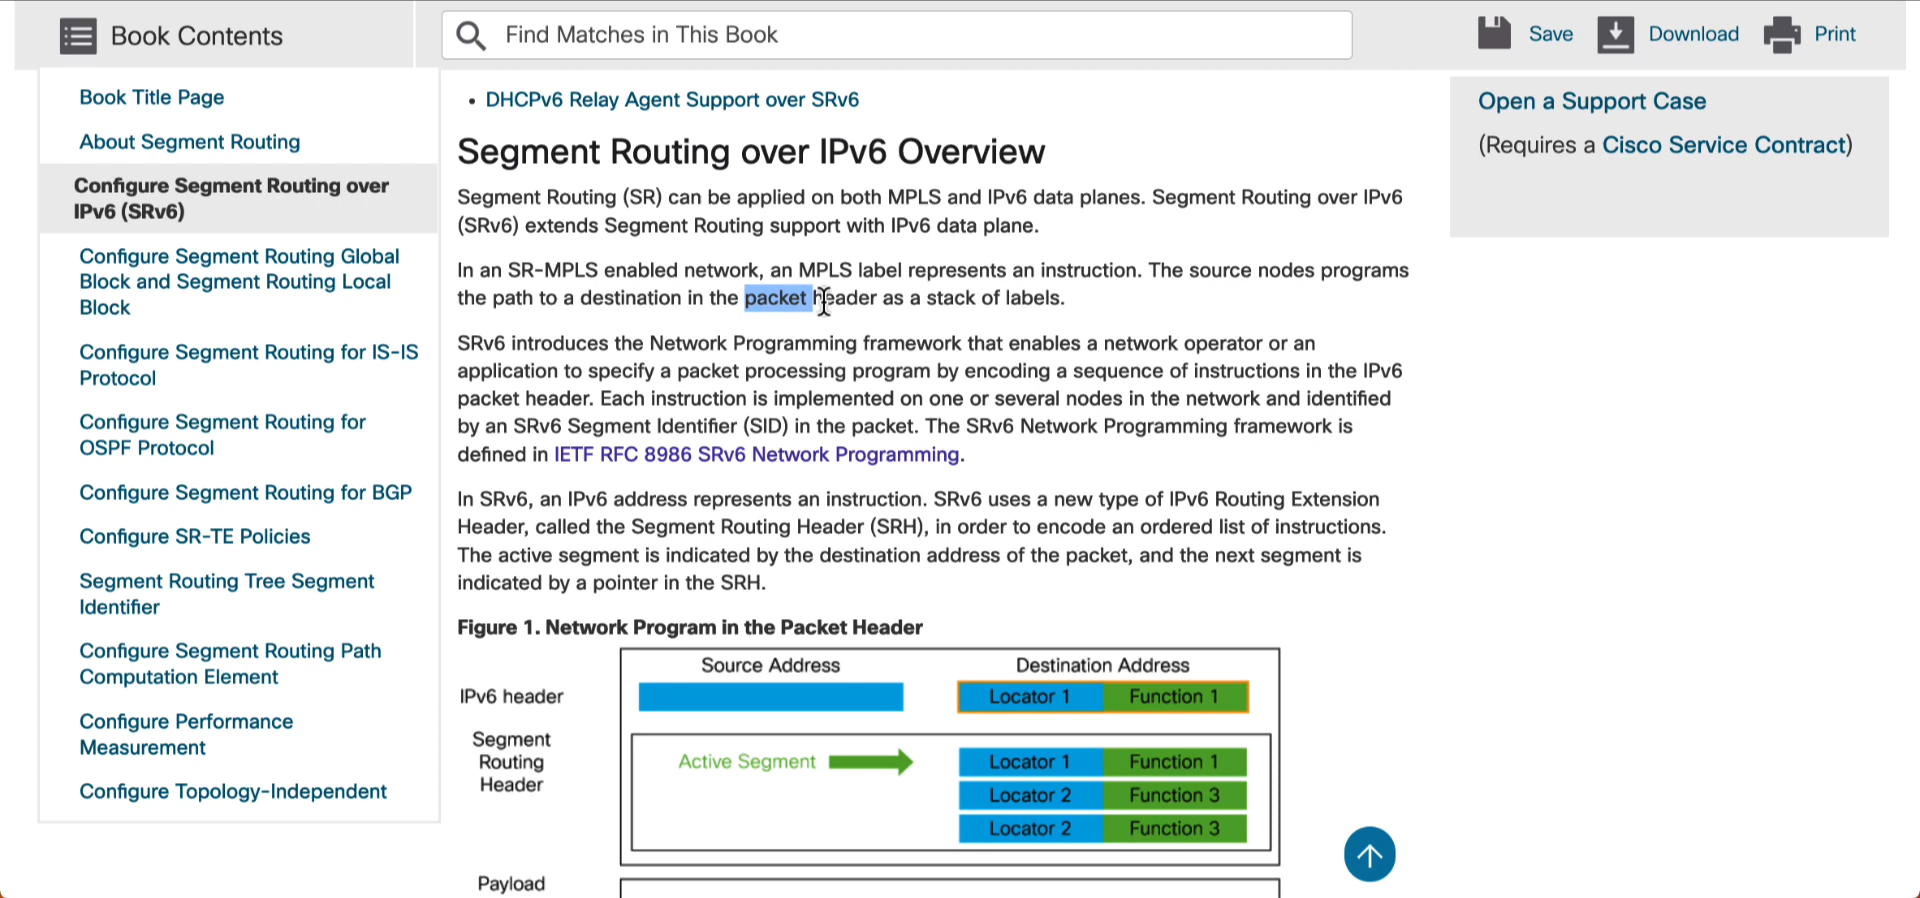 Book Contents
Find Matches in This Book
Save
Download
Print
Book Title Page
About Segment Routing
Configure Segment Routing over
IPv6 (SRv6)
Configure Segment Routing Global
Block and Segment Routing Local
Block
Configure Segment Routing for IS-IS
Protocol
Configure Segment Routing for
OSPF Protocol
Configure Segment Routing for BGP
Configure SR-TE Policies
Segment Routing Tree Segment
Identifier
Configure Segment Routing Path
Computation Element
Configure Performance
Measurement
Configure Topology-Independent
• DHCPv6 Relay Agent Support over SRv6
Segment Routing over IPv6 Overview
Segment Routing (SR) can be applied on both MPLS and IPv6 data planes. Segment Routing over IPv6
(SRv6) extends Segment Routing support with IPv6 data plane.
In an SR-MPLS enabled network, an MPLS label represents an instruction. The source nodes programs
the path to a destination in the packet header as a stack of labels.
SRv6 introduces the Network Programming framework that enables a network operator or an
application to specify a packet processing program by encoding a sequence of instructions in the IPv6
packet header. Each instruction is implemented on one or several nodes in the network and identified
by an SRv6 Segment Identifier (SID) in the packet. The SRv6 Network Programming framework is
defined in IETF RFC 8986 SRv6 Network Programming.
In SRv6, an IPv6 address represents an instruction. SRv6 uses a new type of IPv6 Routing Extension
Header, called the Segment Routing Header (SRH), in order to encode an ordered list of instructions.
The active segment is indicated by the destination address of the packet, and the next segment is
indicated by a pointer in the SRH.
Figure 1. Network Program in the Packet Header
Source Address
Destination Address
IPv6 header
Locator 1
Function 1
Segment
Routing
Header
Active Segment
Locator 1
Function 1
Locator 2
Function 3
Locator 2
Function 3
Payload
Open a Support Case
(Requires a Cisco Service Contract)